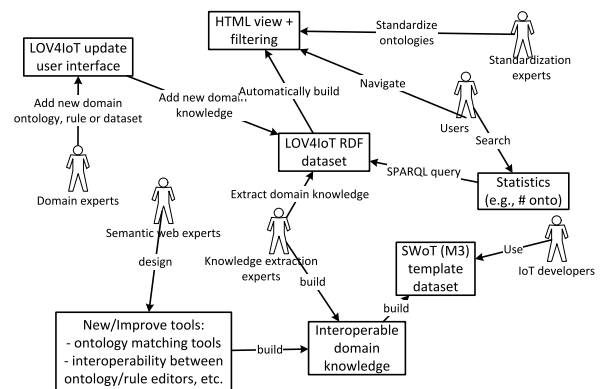 HTML view +
filtering
Standardize
ontologies
Standardization
experts
LOV4IoT update
user interface
Add new domain
ontology, rule or dataset
Add new domain
knowledge
Automatically build
Navigate
Users
Search
LOV4IoT RDF
dataset
SPARQL query
Statistics
(e.g., # onto)
Domain experts
Extract domain knowledge
Semantic web experts
design
Knowledge extraction
experts
build
SWoT (M3)
template
dataset
Use
IoT developers
build
New/Improve tools:
- ontology matching tools
- interoperability between
ontology/rule editors, etc.
build
Interoperable
domain
knowledge